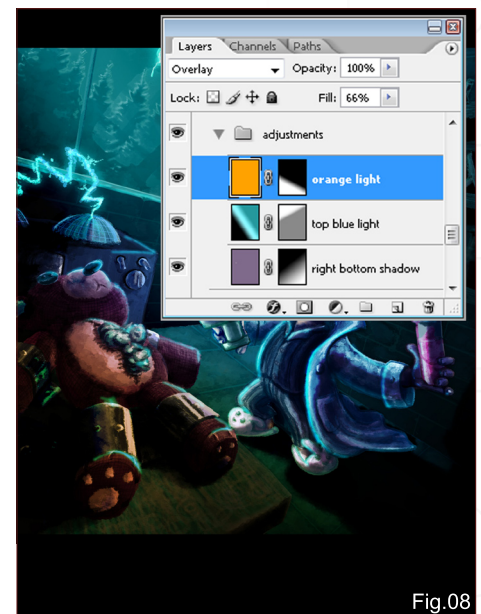 Layers Channels Paths
Overlay Opacity: 100%
Lock: Fill: 66%
adjustments
orange light
top blue light
right bottom shadow
Fig.08